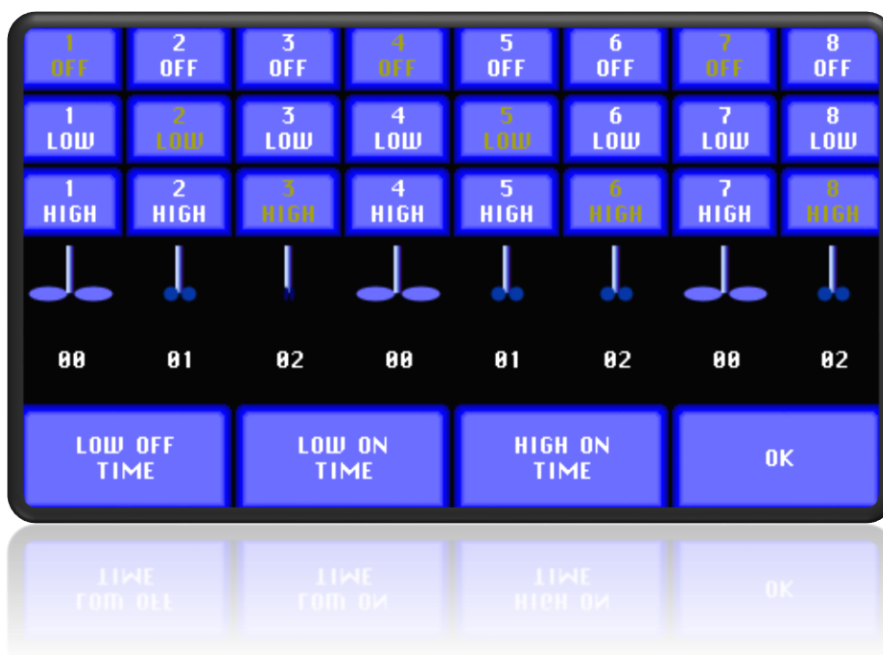 1 2 3 4 5 6 7 8
OFF OFF OFF OFF OFF OFF OFF OFF
1 2 3 4 5 6 7 8
LOW LOW LOW LOW LOW LOW LOW LOW
1 2 3 4 5 6 7 8
HIGH HIGH HIGH HIGH HIGH HIGH HIGH HIGH
00 01 02 00 01 02 00 02
LOW OFF LOW ON HIGH ON OK
TIME TIME TIME